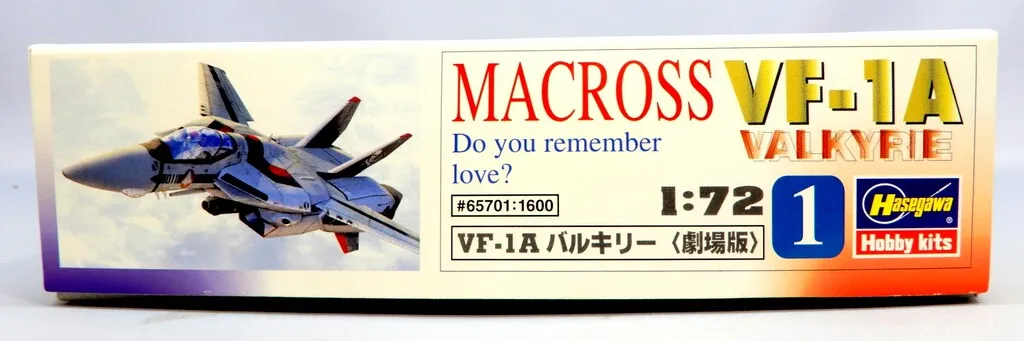 MACROSS
Do you remember
love?
#65701:1600
VF-1A バルキリー 〈劇場版〉
VF-1A
VALKYRIE
1:72
1
Hasegawa®
Hobby kits